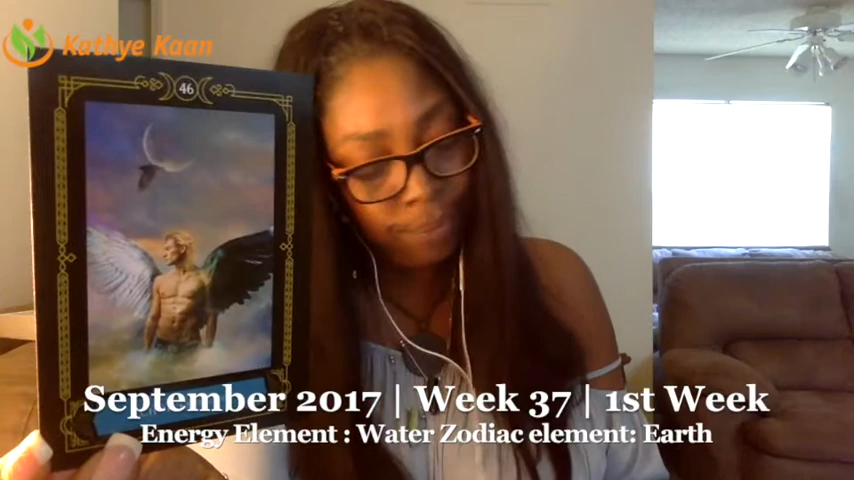 Kathye Kaan
46
September 2017 | Week 37 | 1st Week
Energy Element : Water Zodiac element: Earth